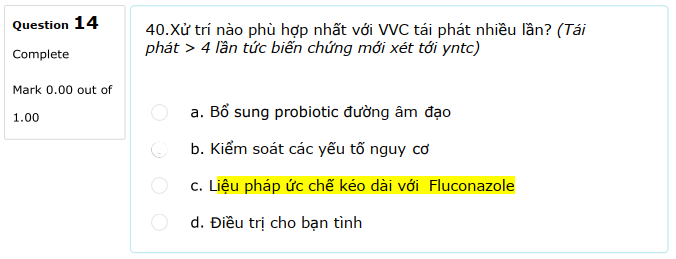 Question 14
Complete
Mark 0.00 out of
1.00
40.Xử trí nào phù hợp nhất với VVC tái phát nhiều lần? (Tái
phát > 4 lần tức biến chứng mới xét tới yntc)
a. Bổ sung probiotic đường âm đạo
b. Kiểm soát các yếu tố nguy cơ
c. Liệu pháp ức chế kéo dài với Fluconazole
d. Điều trị cho bạn tình